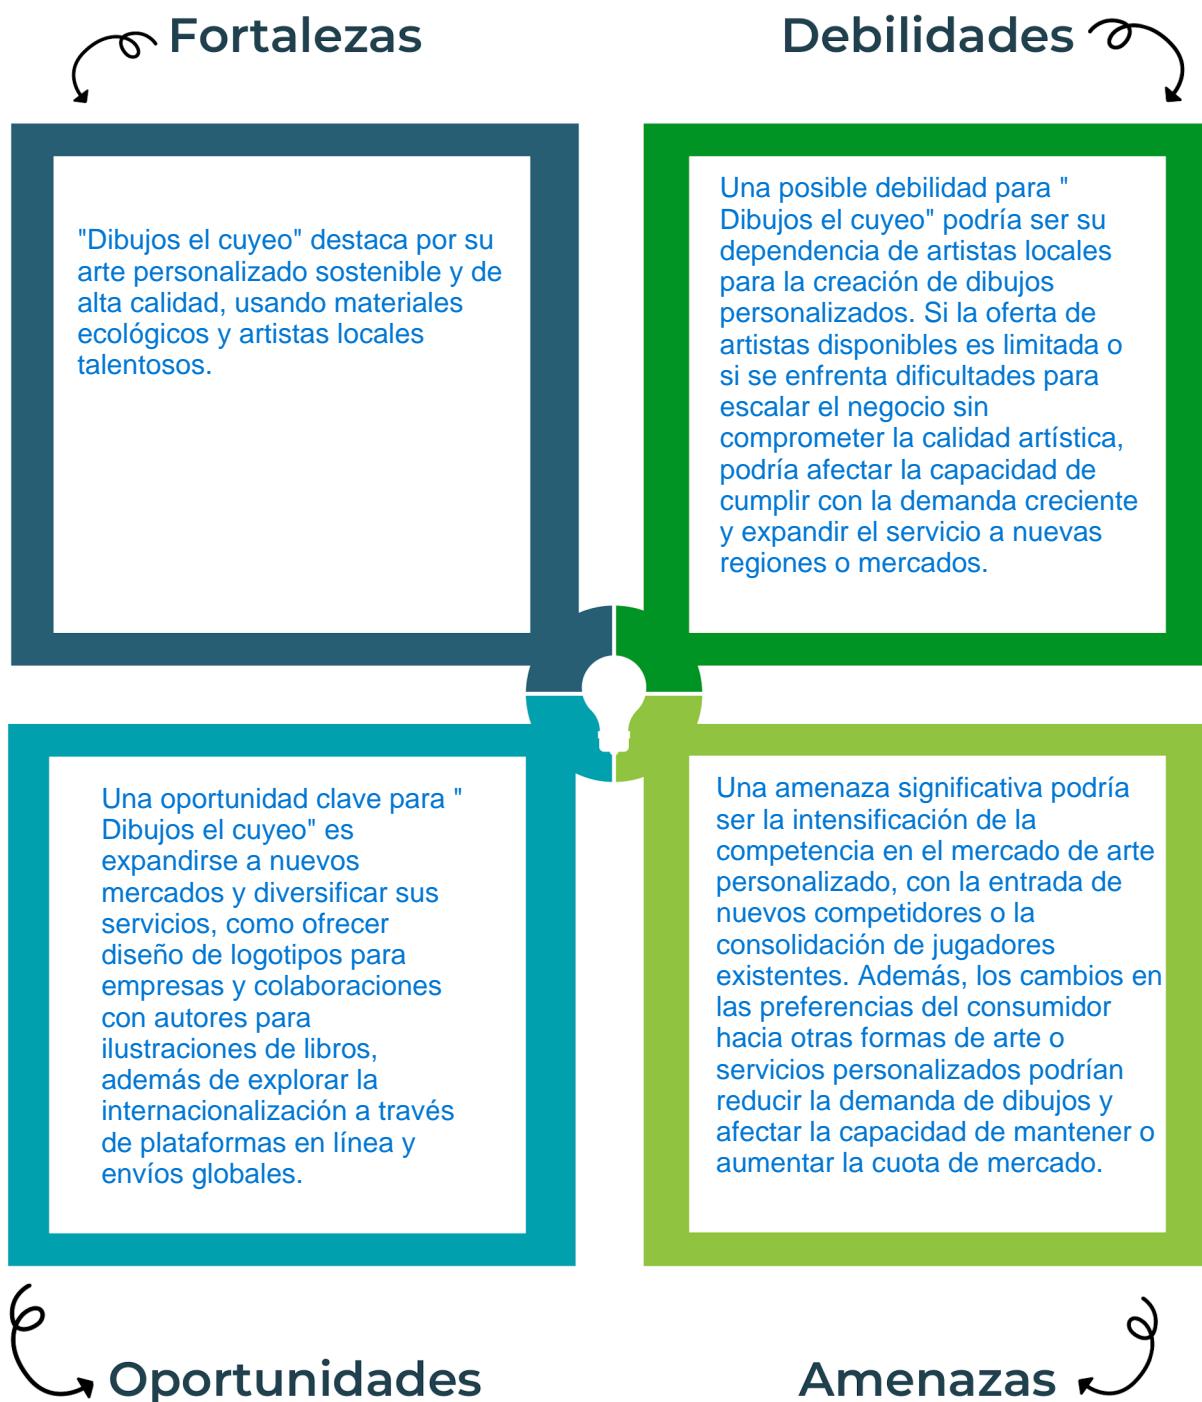 Fortalezas
"Dibujos el cuyeo" destaca por su
arte personalizado sostenible y de
alta calidad, usando materiales
ecológicos y artistas locales
talentosos.
Debilidades
Una posible debilidad para "
Dibujos el cuyeo" podría ser su
dependencia de artistas locales
para la creación de dibujos
personalizados. Si la oferta de
artistas disponibles es limitada o
si se enfrenta dificultades para
escalar el negocio sin
comprometer la calidad artística,
podría afectar la capacidad de
cumplir con la demanda creciente
y expandir el servicio a nuevas
regiones o mercados.
Una oportunidad clave para "
Dibujos el cuyeo" es
expandirse a nuevos
mercados y diversificar sus
servicios, como ofrecer
diseño de logotipos para
empresas y colaboraciones
con autores para
ilustraciones de libros,
además de explorar la
internacionalización a través
de plataformas en línea y
envíos globales.
Oportunidades
Una amenaza significativa podría
ser la intensificación de la
competencia en el mercado de arte
personalizado, con la entrada de
nuevos competidores o la
consolidación de jugadores
existentes. Además, los cambios en
las preferencias del consumidor
hacia otras formas de arte o
servicios personalizados podrían
reducir la demanda de dibujos y
afectar la capacidad de mantener o
aumentar la cuota de mercado.
Amenazas